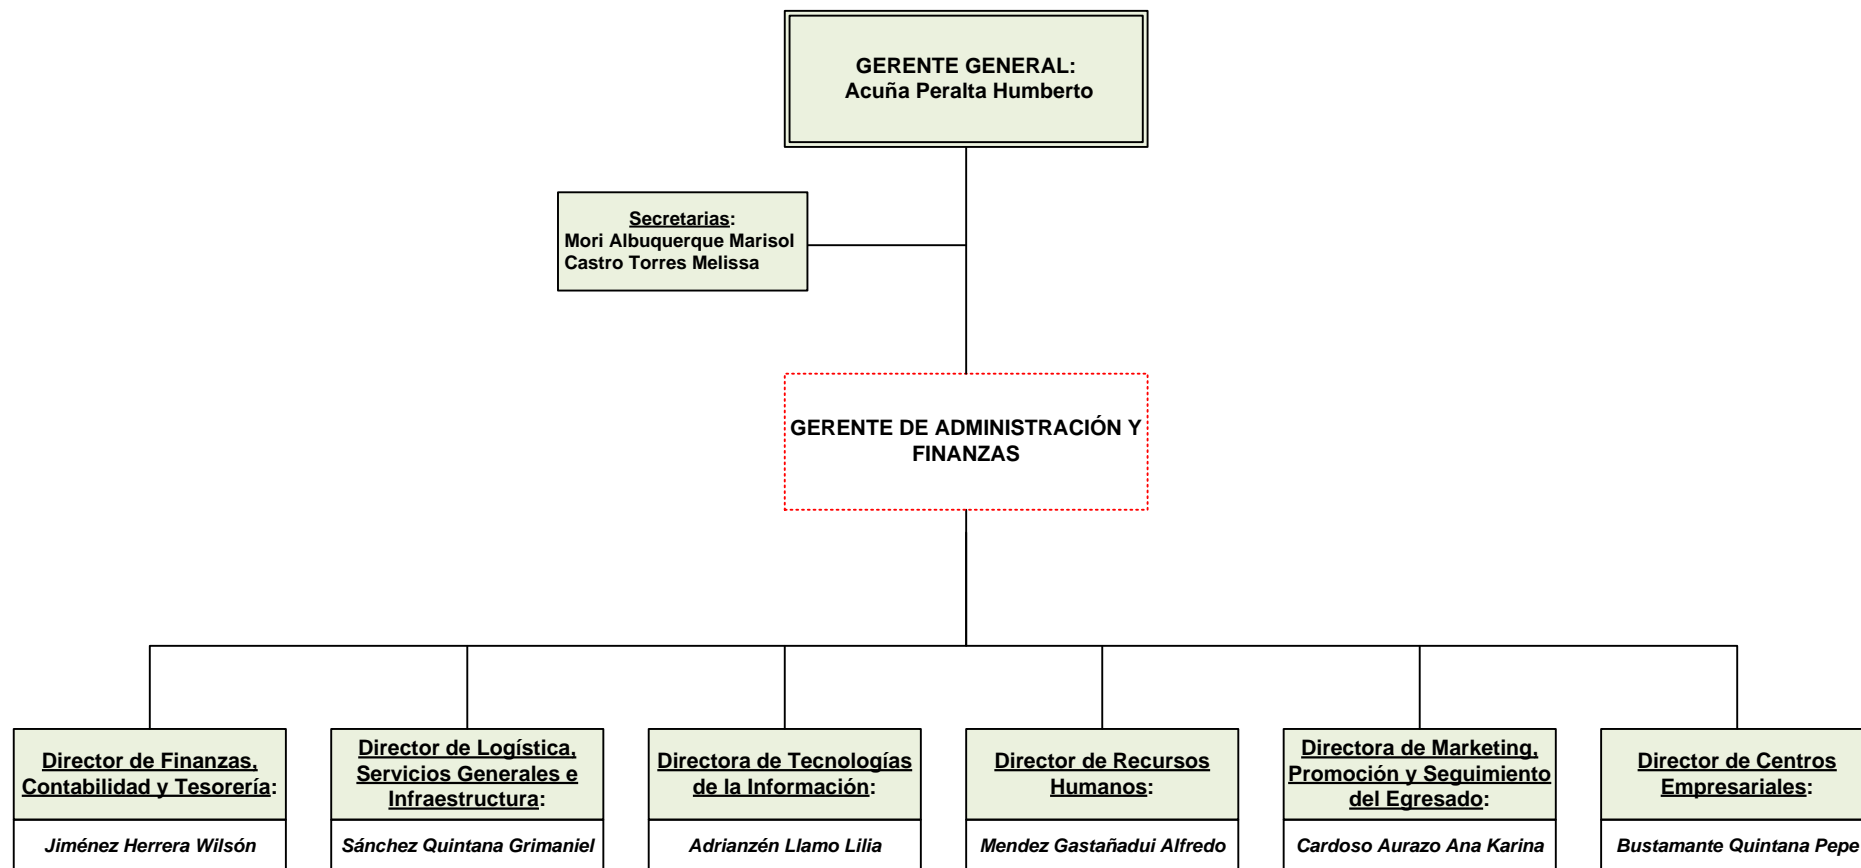 GERENTE GENERAL:
Acuña Peralta Humberto
Secretarias:
Mori Albuquerque Marisol
Castro Torres Melissa
GERENTE DE ADMINISTRACIÓN Y
FINANZAS
Director de Finanzas,
Contabilidad y Tesorería:
Jiménez Herrera Wilsón
Director de Logística,
Servicios Generales e
Infraestructura:
Sánchez Quintana Grimaniel
Directora de Tecnologías
de la Información:
Adrianzén Llamo Lilia
Director de Recursos
Humanos:
Mendez Gastañadui Alfredo
Directora de Marketing,
Promoción y Seguimiento
del Egresado:
Cardoso Aurazo Ana Karina
Director de Centros
Empresariales:
Bustamante Quintana Pepe